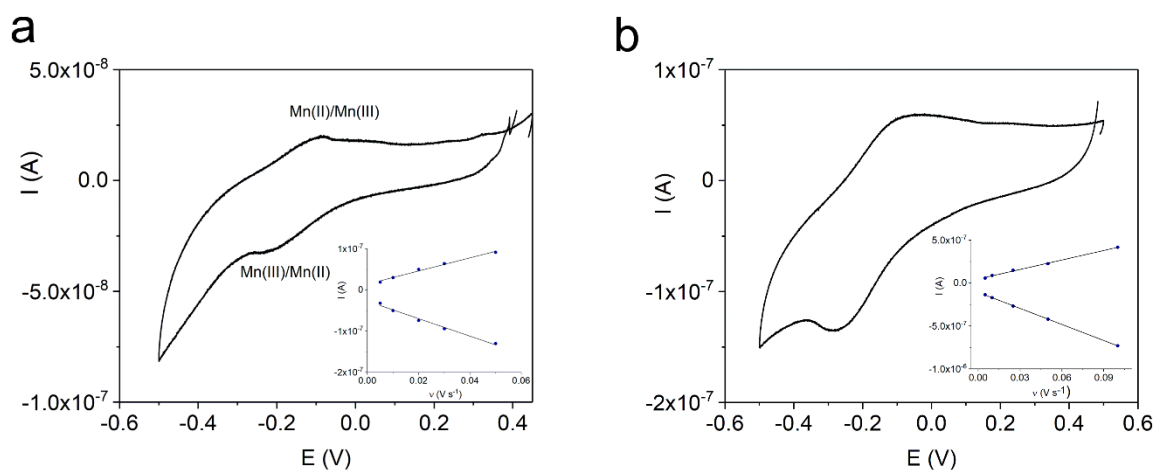 a
5.0x10⁻⁸
0.0
-5.0x10⁻⁸
-1.0x10⁻⁷
I (A)
-0.6 -0.4 -0.2 0.0 0.2 0.4
E (V)
Mn(II)/Mn(III)
Mn(III)/Mn(II)
1x10⁻⁷
0
-1x10⁻⁷
-2x10⁻⁷
I (A)
0.00 0.02 0.04 0.06
ν (V s⁻¹)
b
1x10⁻⁷
0
-1x10⁻⁷
-2x10⁻⁷
I (A)
-0.6 -0.4 -0.2 0.0 0.2 0.4 0.6
E (V)
5.0x10⁻⁷
0.0
-5.0x10⁻⁷
-1.0x10⁻⁶
I (A)
0.00 0.03 0.06 0.09
ν (V s⁻¹)